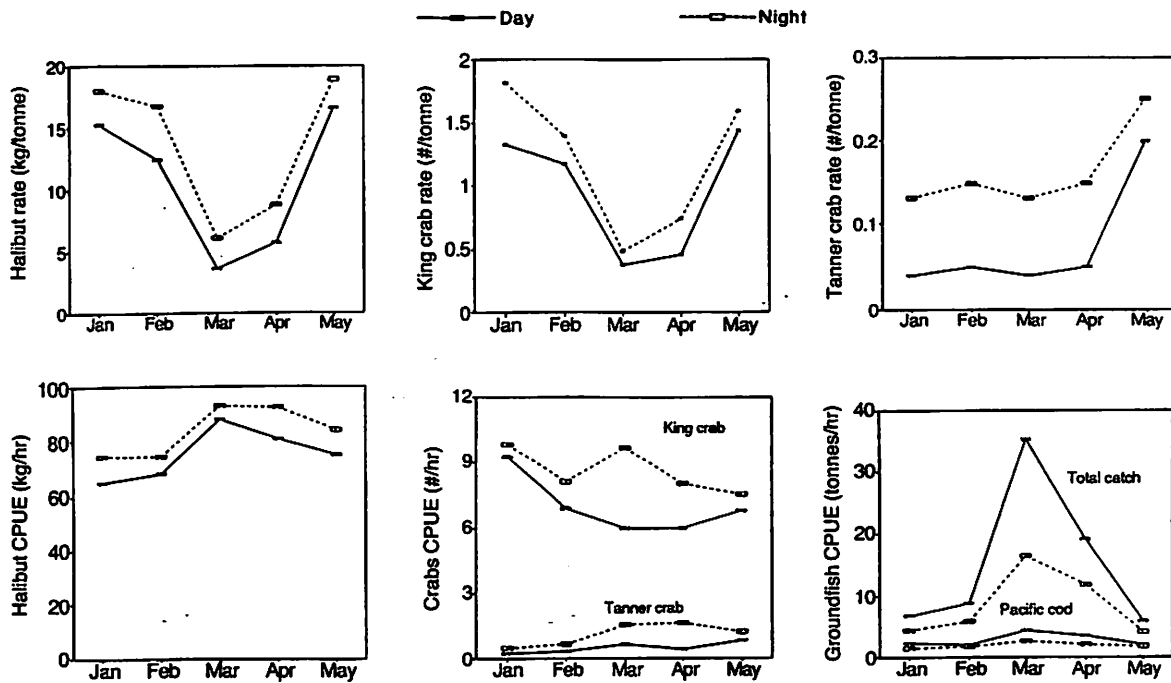 Day
Night
Halibut rate (kg/tonne)
20
15
10
5
0
Jan Feb Mar Apr May
King crab rate (#/tonne)
2
1.5
1
0.5
0
Jan Feb Mar Apr May
Tanner crab rate (#/tonne)
0.3
0.2
0.1
0
Jan Feb Mar Apr May
Halibut CPUE (kg/hr)
100
80
60
40
20
0
Jan Feb Mar Apr May
Crabs CPUE (#/hr)
12
9
6
3
0
King crab
Tanner crab
Jan Feb Mar Apr May
Groundfish CPUE (tonnes/hr)
40
30
20
10
0
Total catch
Pacific cod
Jan Feb Mar Apr May